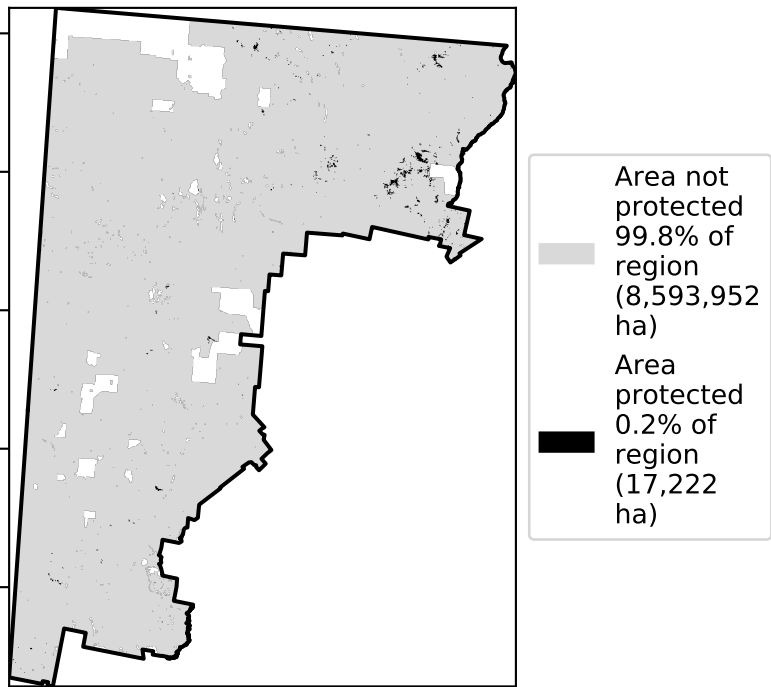 Area not
protected
99.8% of
region
(8,593,952
ha)
Area
protected
0.2% of
region
(17,222
ha)